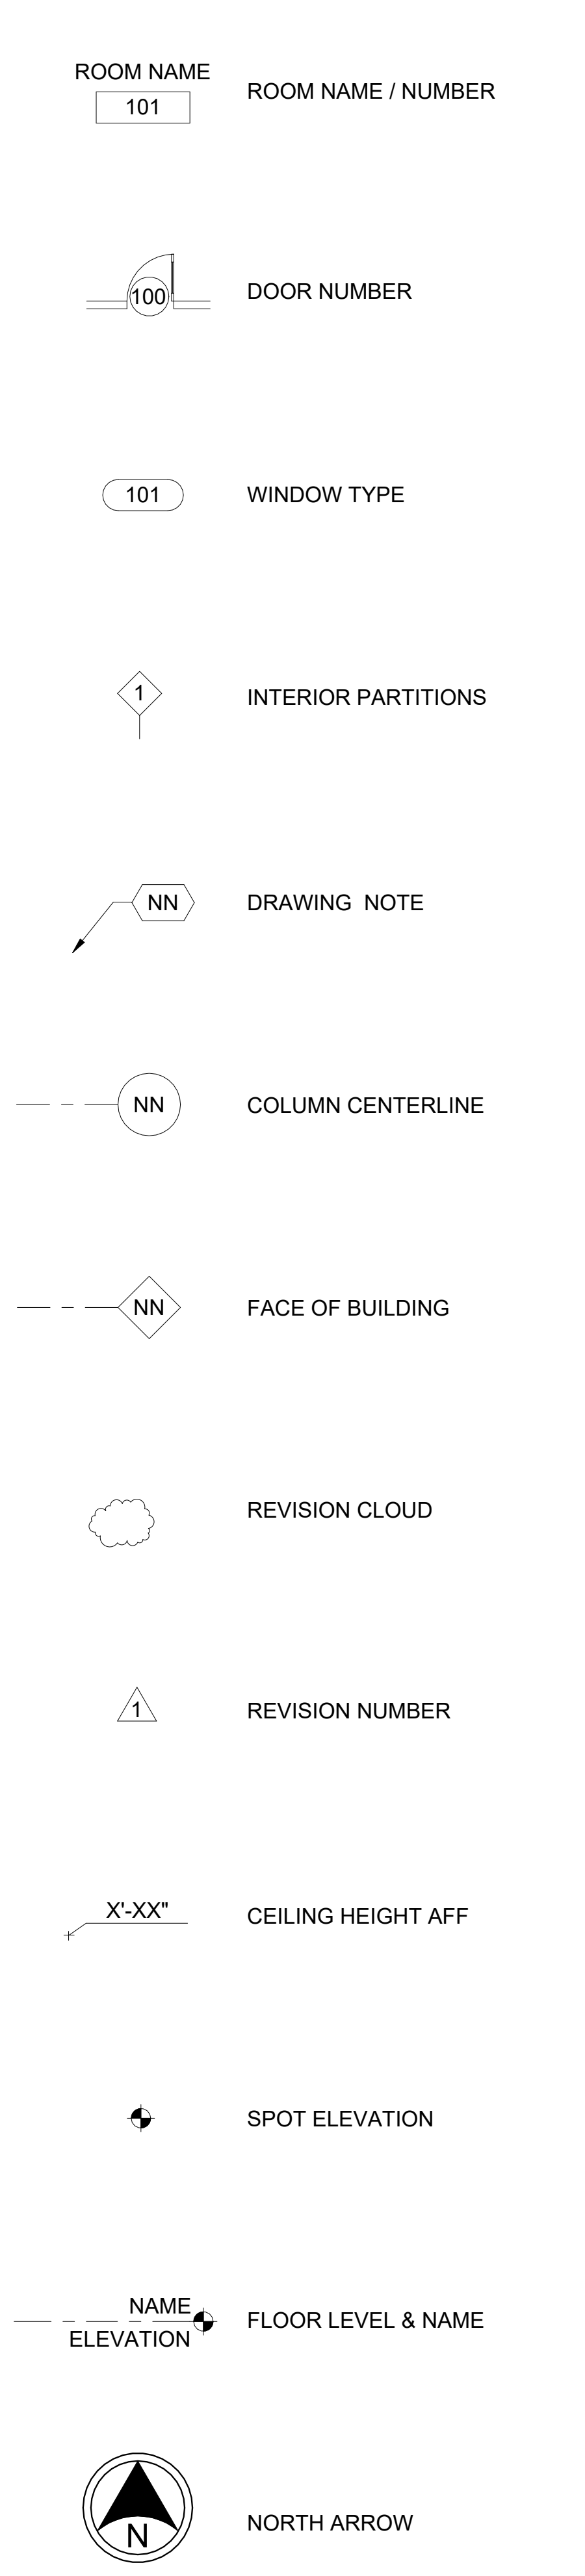 ROOM NAME
101
ROOM NAME / NUMBER
100
DOOR NUMBER
101
WINDOW TYPE
1
INTERIOR PARTITIONS
NN
DRAWING  NOTE
NN
COLUMN CENTERLINE
NN
FACE OF BUILDING
REVISION CLOUD
1
REVISION NUMBER
X'-XX"
CEILING HEIGHT AFF
SPOT ELEVATION
NAME
ELEVATION
FLOOR LEVEL & NAME
N
NORTH ARROW